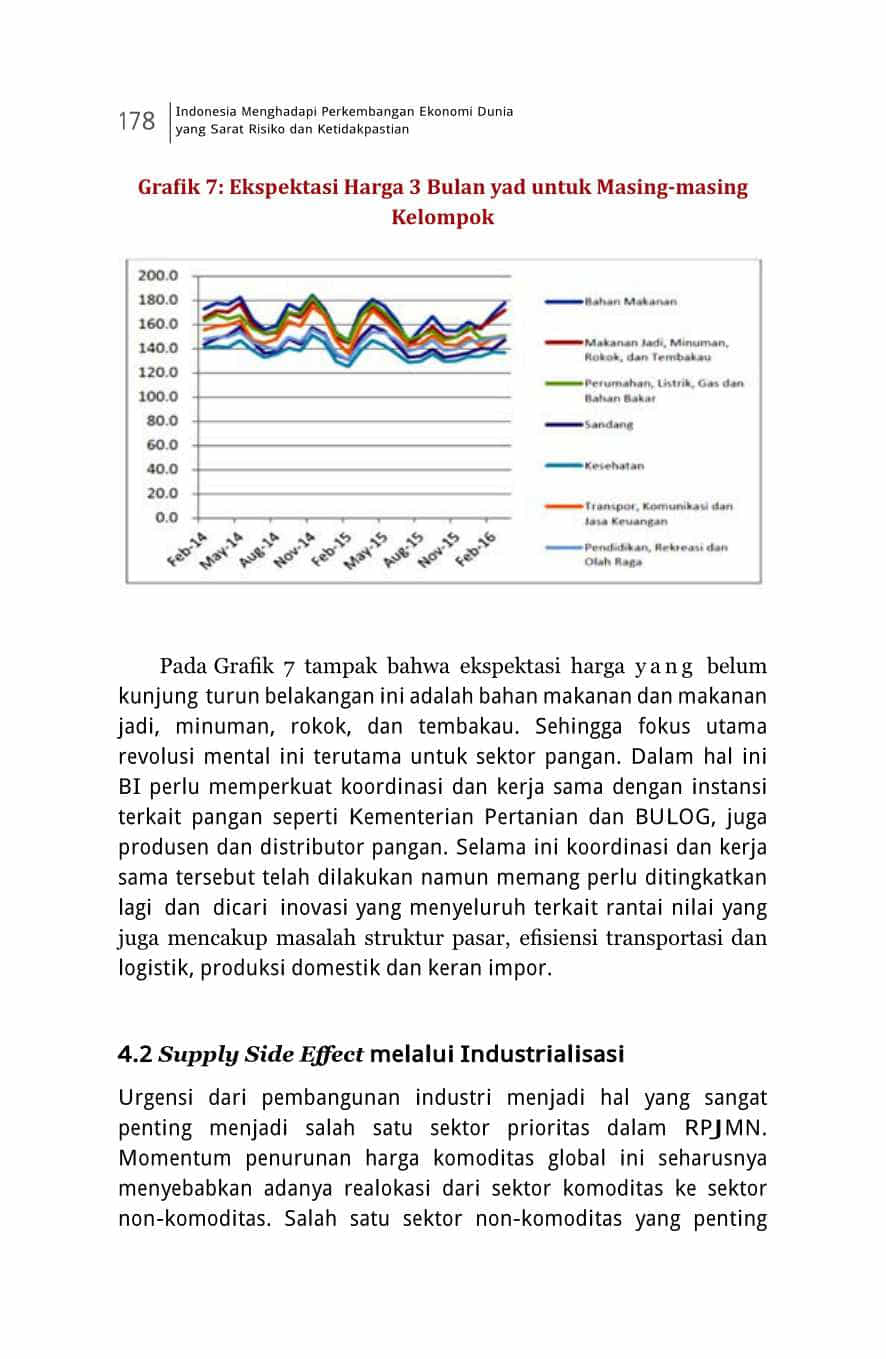 178
Indonesia Menghadapi Perkembangan Ekonomi Dunia
yang Sarat Risiko dan Ketidakpastian
Grafik 7: Ekspektasi Harga 3 Bulan yad untuk Masing-masing
Kelompok
200.0
180.0
160.0
140.0
120.0
100.0
80.0
60.0
40.0
20.0
0.0
Feb-14
May-14
Aug-14
Nov-14
Feb-15
May-15
Aug-15
Nov-15
Feb-16
Bahan Makanan
Makanan Jadi, Minuman,
Rokok, dan Tembakau
Perumahan, Listrik, Gas dan
Bahan Bakar
Sandang
Kesehatan
Transpor, Komunikasi dan
Jasa Keuangan
Pendidikan, Rekreasi dan
Olah Raga
Pada Grafik 7 tampak bahwa ekspektasi harga yang belum
kunjung turun belakangan ini adalah bahan makanan dan makanan
jadi, minuman, rokok, dan tembakau. Sehingga fokus utama
revolusi mental ini terutama untuk sektor pangan. Dalam hal ini
BI perlu memperkuat koordinasi dan kerja sama dengan instansi
terkait pangan seperti Kementerian Pertanian dan BULOG, juga
produsen dan distributor pangan. Selama ini koordinasi dan kerja
sama tersebut telah dilakukan namun memang perlu ditingkatkan
lagi dan dicari inovasi yang menyeluruh terkait rantai nilai yang
juga mencakup masalah struktur pasar, efisiensi transportasi dan
logistik, produksi domestik dan keran impor.
4.2 Supply Side Effect melalui Industrialisasi
Urgensi dari pembangunan industri menjadi hal yang sangat
penting menjadi salah satu sektor prioritas dalam RPJMN.
Momentum penurunan harga komoditas global ini seharusnya
menyebabkan adanya realokasi dari sektor komoditas ke sektor
non-komoditas. Salah satu sektor non-komoditas yang penting